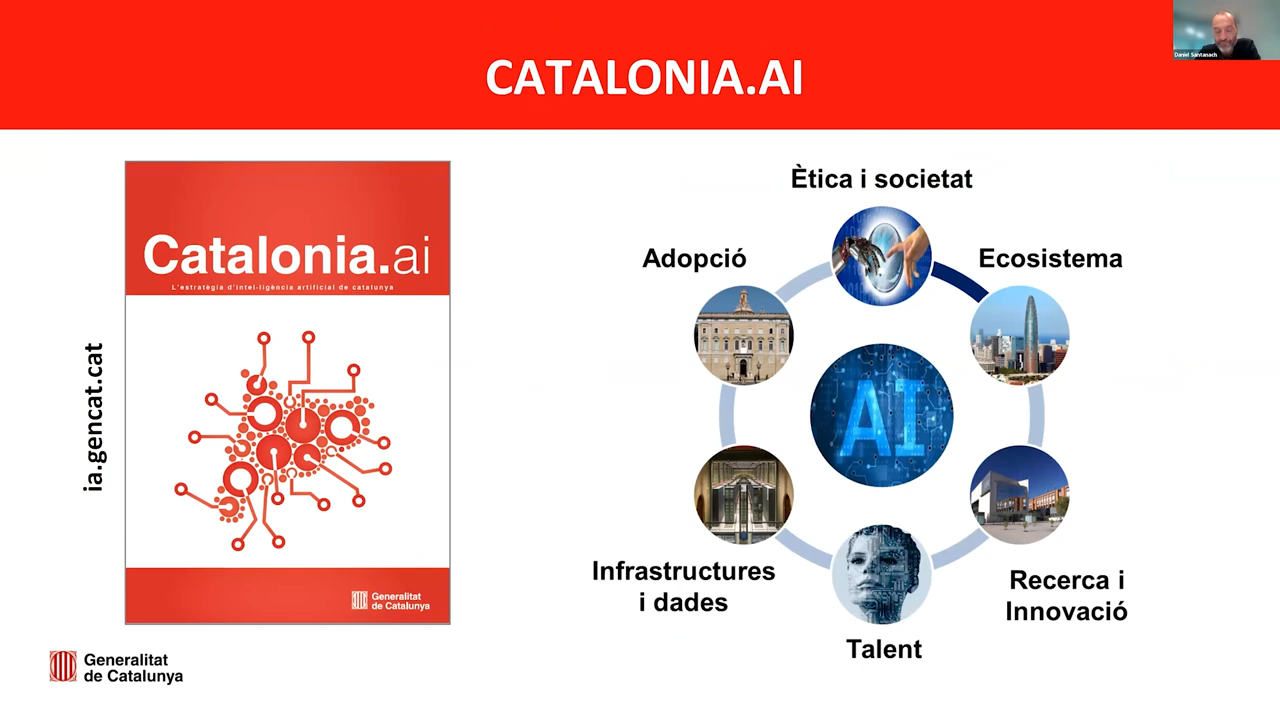 CATALONIA.AI
Daniel Santanach
Catalonia.ai
L'estratègia d'intel·ligència artificial de catalunya
ia.gencat.cat
Generalitat
de Catalunya
Generalitat
de Catalunya
Ètica i societat
Adopció
Ecosistema
AI
Infrastructures
i dades
Recerca i
Innovació
Talent